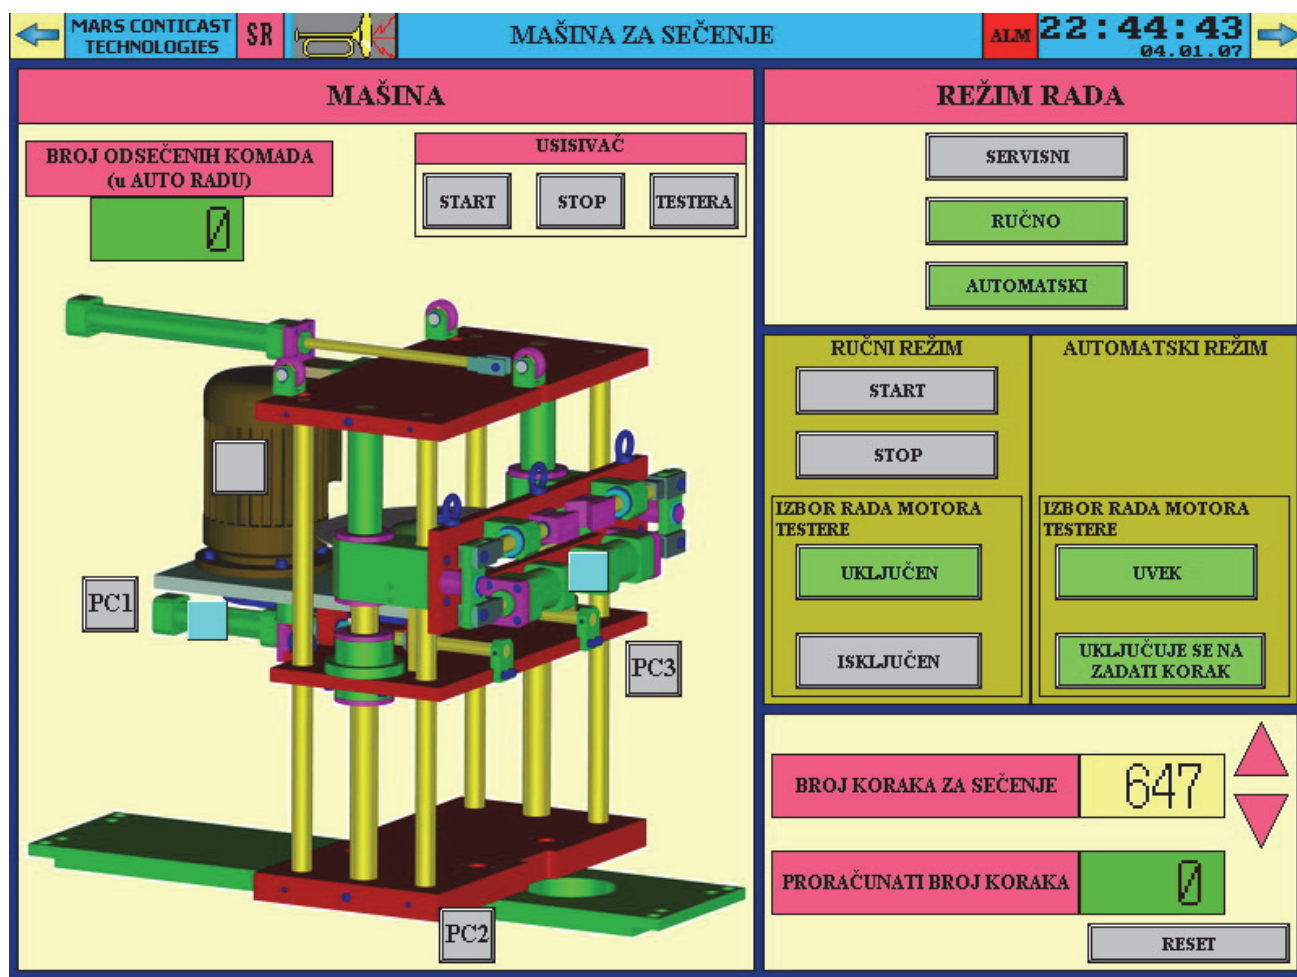 MARS CONTICAST
TECHNOLOGIES
SR
MAŠINA ZA SEČENJE
ALM
22:44:43
04.01.07
MAŠINA
BROJ ODSEČENIH KOMADA
(u AUTO RADU)
0
USISIVAČ
START
STOP
TESTERA
PC1
PC3
PC2
REŽIM RADA
SERVISNI
RUČNO
AUTOMATSKI
RUČNI REŽIM
START
STOP
IZBOR RADA MOTORA
TESTERE
UKLJUČEN
ISKLJUČEN
AUTOMATSKI REŽIM
IZBOR RADA MOTORA
TESTERE
UVEK
UKLJUČUJE SE NA
ZADATI KORAK
BROJ KORAKA ZA SEČENJE
647
PRORAČUNATI BROJ KORAKA
0
RESET